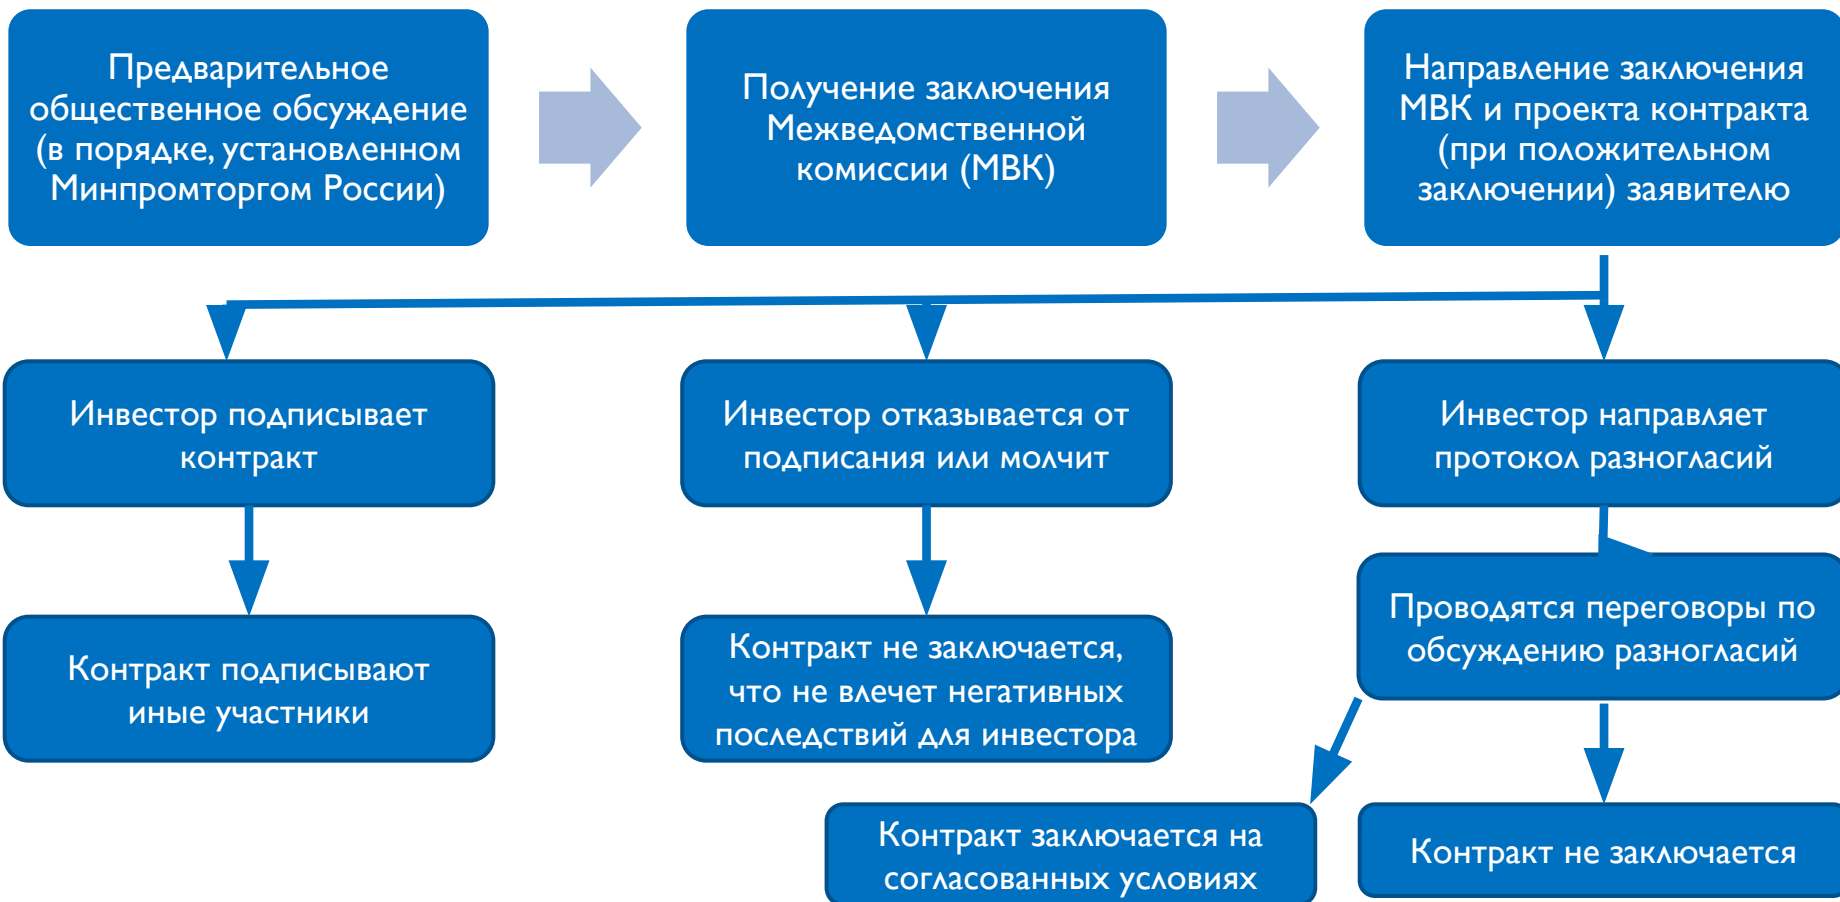 Предварительное
общественное обсуждение
(в порядке, установленном
Минпромторгом России)
Получение заключения
Межведомственной
комиссии (МВК)
Направление заключения
МВК и проекта контракта
(при положительном
заключении) заявителю
Инвестор подписывает
контракт
Инвестор отказывается от
подписания или молчит
Инвестор направляет
протокол разногласий
Контракт подписывают
иные участники
Контракт не заключается,
что не влечет негативных
последствий для инвестора
Проводятся переговоры по
обсуждению разногласий
Контракт заключается на
согласованных условиях
Контракт не заключается